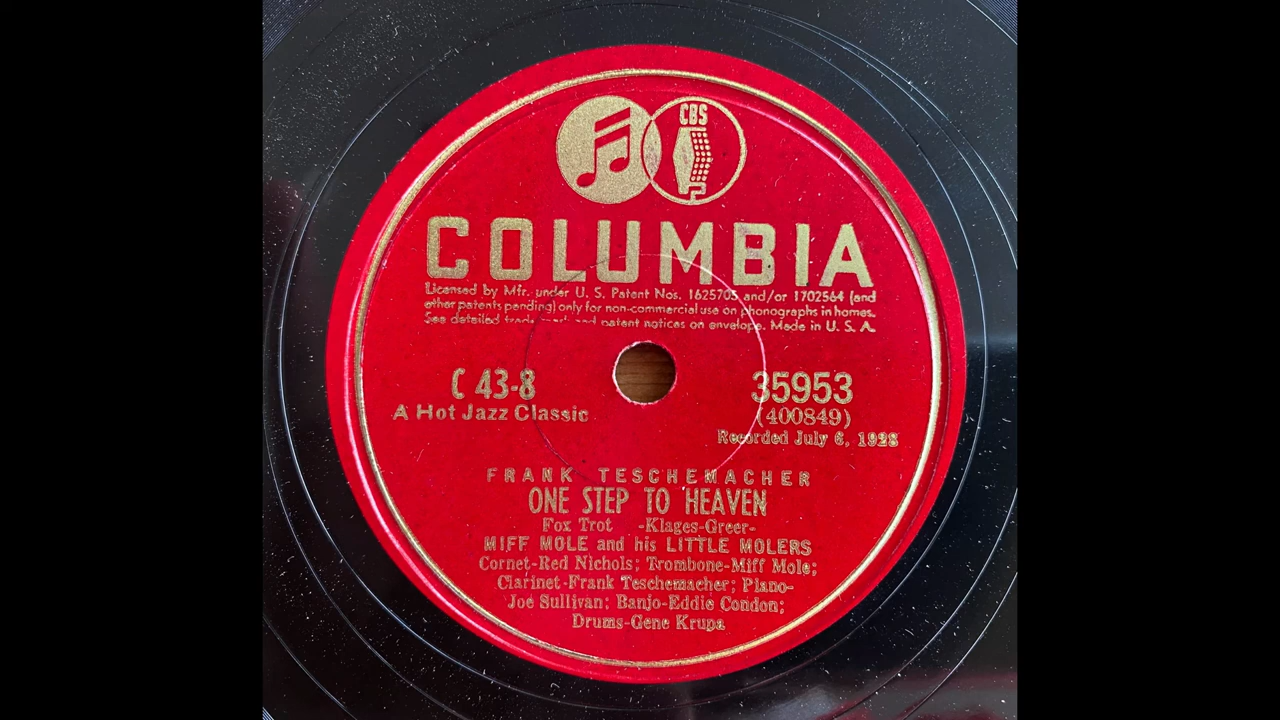 CBS
COLUMBIA
Licensed by Mfr. under U. S. Patent Nos. 1625705 and/or 1702564 (and
other patents pending) only for non-commercial use on phonographs in homes.
See detailed trade mark and patent notices on envelope. Made in U. S. A.
C 43-8
A Hot Jazz Classic
35953
(400849)
Recorded July 6, 1928
FRANK TESCHEMACHER
ONE STEP TO HEAVEN
Fox Trot -Klages-Greer-
MIFF MOLE and his LITTLE MOLERS
Cornet-Red Nichols; Trombone-Miff Mole;
Clarinet-Frank Teschemacher; Piano-
Joe Sullivan; Banjo-Eddie Condon;
Drums-Gene Krupa